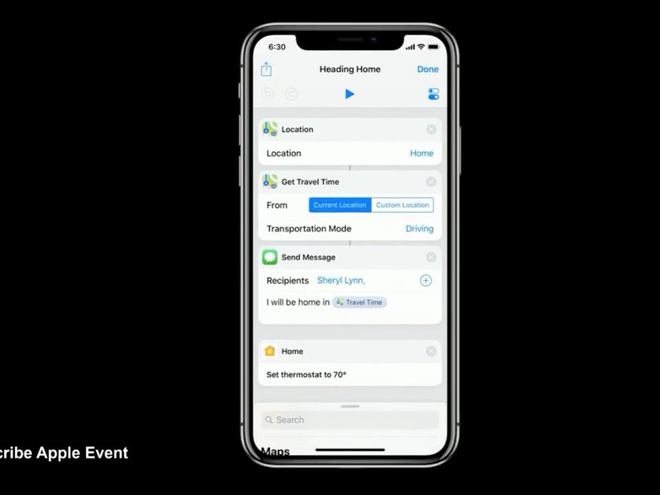 6:30
Heading Home
Done
Location
Location Home
Get Travel Time
From Current Location Custom Location
Transportation Mode Driving
Send Message
Recipients Sheryl Lynn,
I will be home in Travel Time
Home
Set thermostat to 70°
Search
Maps
Apple Event